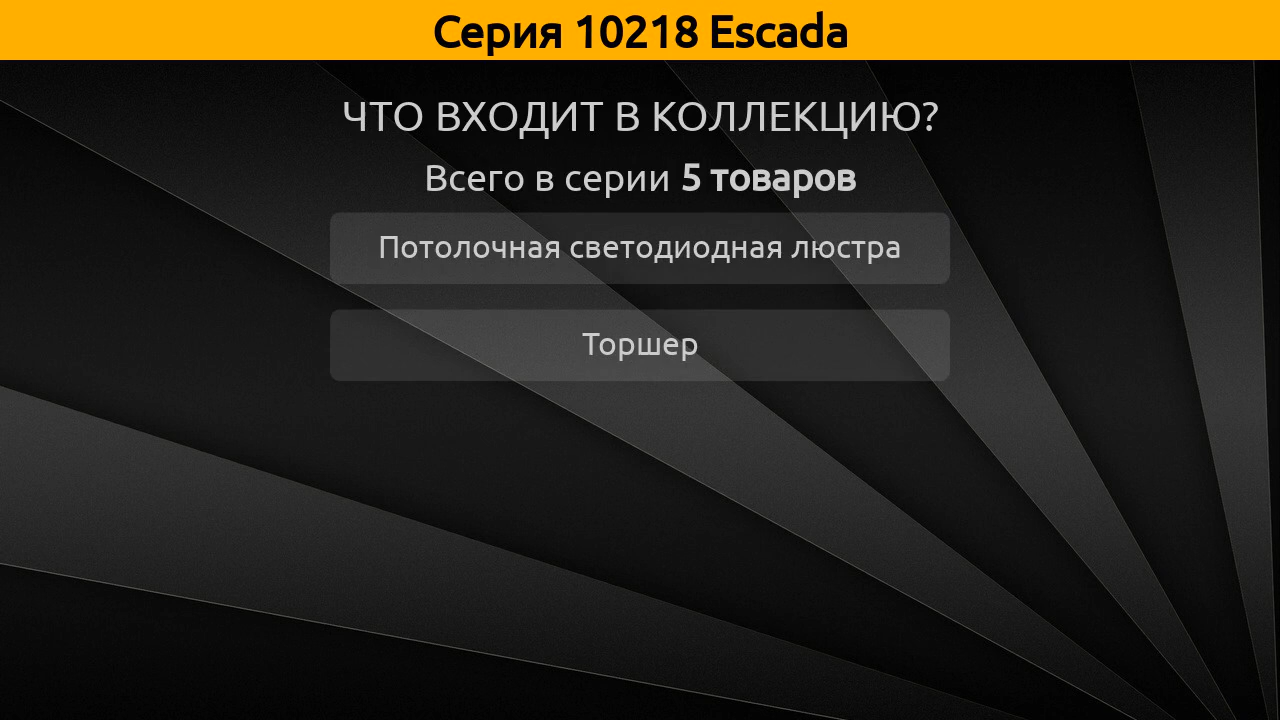 Серия 10218 Escada
ЧТО ВХОДИТ В КОЛЛЕКЦИЮ?
Всего в серии 5 товаров
Потолочная светодиодная люстра
Торшер